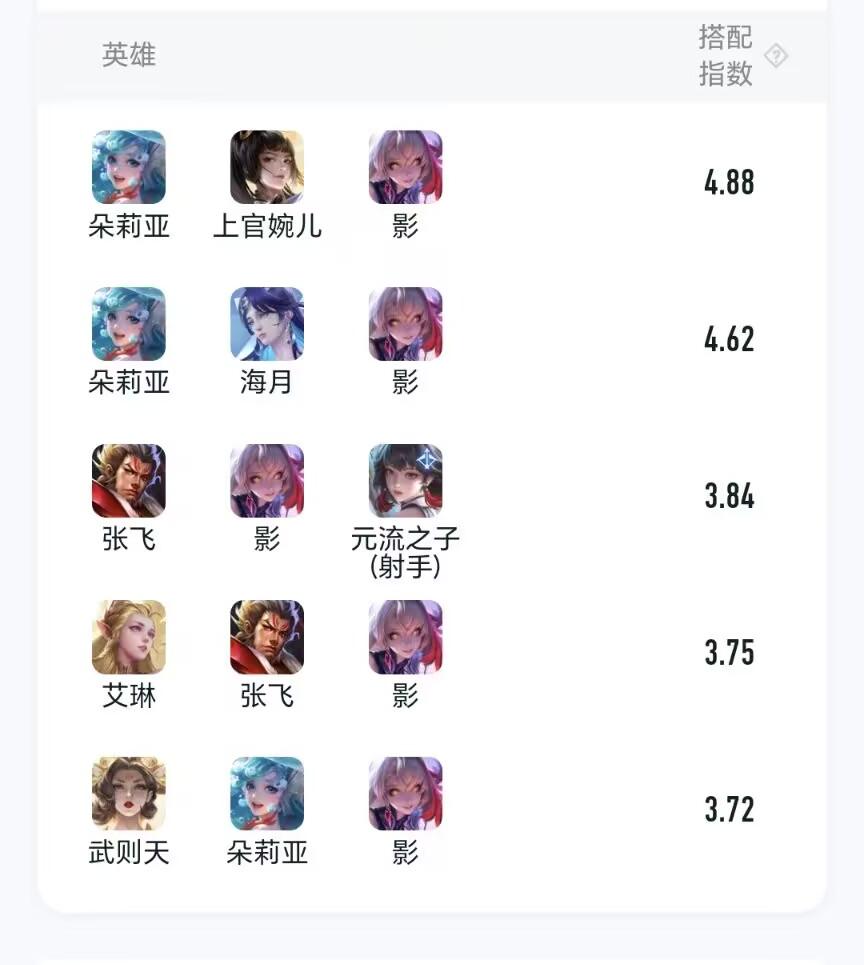 英雄
搭配
指数
?
朵莉亚 上官婉儿 影 4.88
朵莉亚 海月 影 4.62
张飞 影 元流之子 3.84
(射手)
艾琳 张飞 影 3.75
武则天 朵莉亚 影 3.72